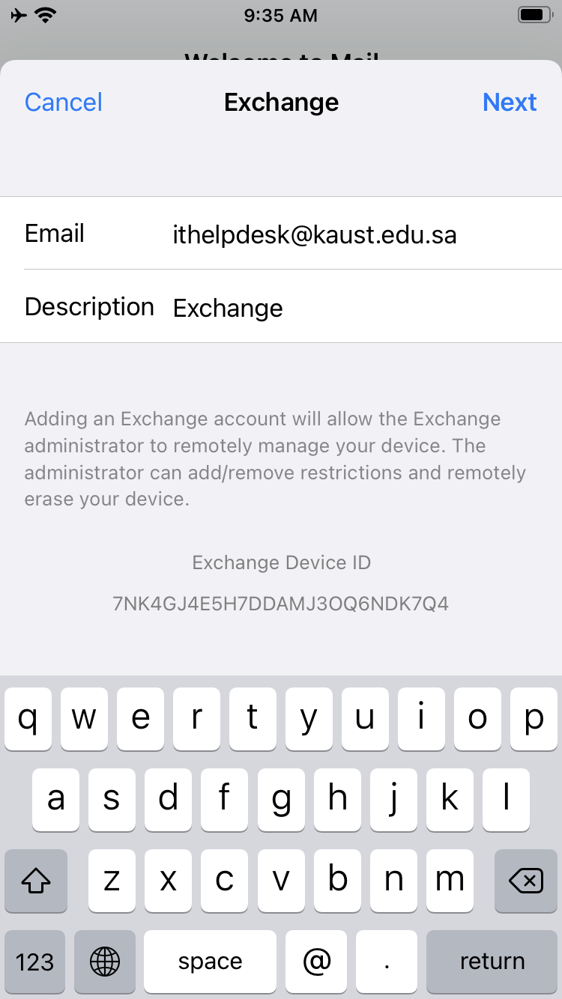 9:35 AM
Welcome to Mail
Cancel Exchange Next
Email ithelpdesk@kaust.edu.sa
Description Exchange
Adding an Exchange account will allow the Exchange
administrator to remotely manage your device. The
administrator can add/remove restrictions and remotely
erase your device.
Exchange Device ID
7NK4GJ4E5H7DDAMJ3OQ6NDK7Q4
q w e r t y u i o p
a s d f g h j k l
z x c v b n m
123 space @ . return